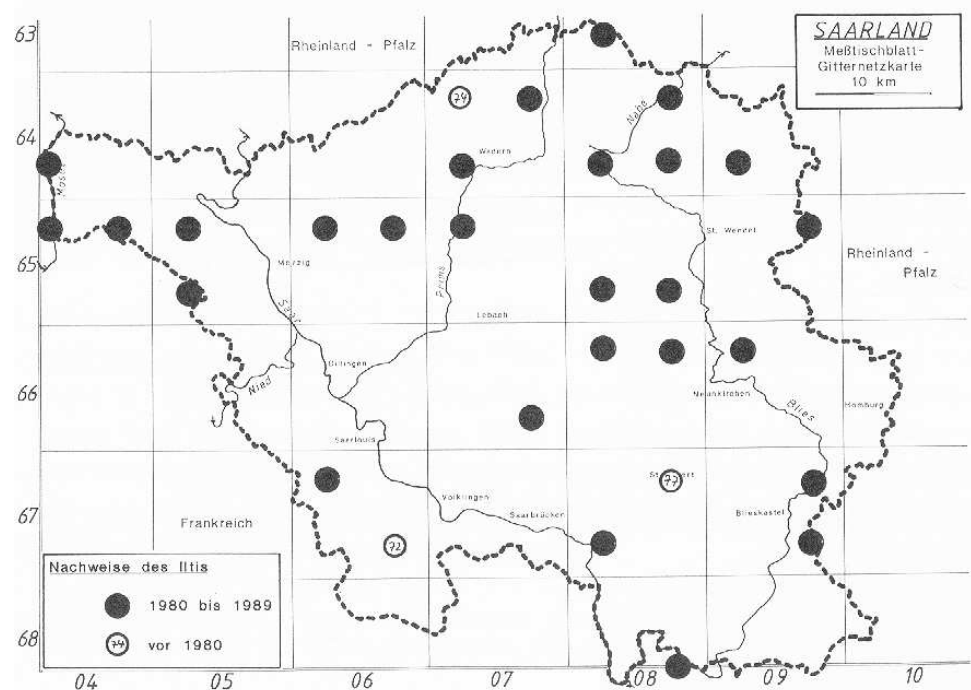 63
Rheinland - Pfalz
SAARLAND
Meßtischblatt-
Gitternetzkarte
10 km
74
Nahe
64
Wadern
Mosel
St. Wendel
Rheinland -
Pfalz
65
Merzig
Prims
Saar
Lebach
Dillingen
Nied
66
Neunkirchen
Blies
Homburg
Saarlouis
77
67
Völklingen
Saarbrücken
Blieskastel
Frankreich
72
Nachweise des Iltis
1980 bis 1989
74 vor 1980
68
04 05 06 07 08 09 10